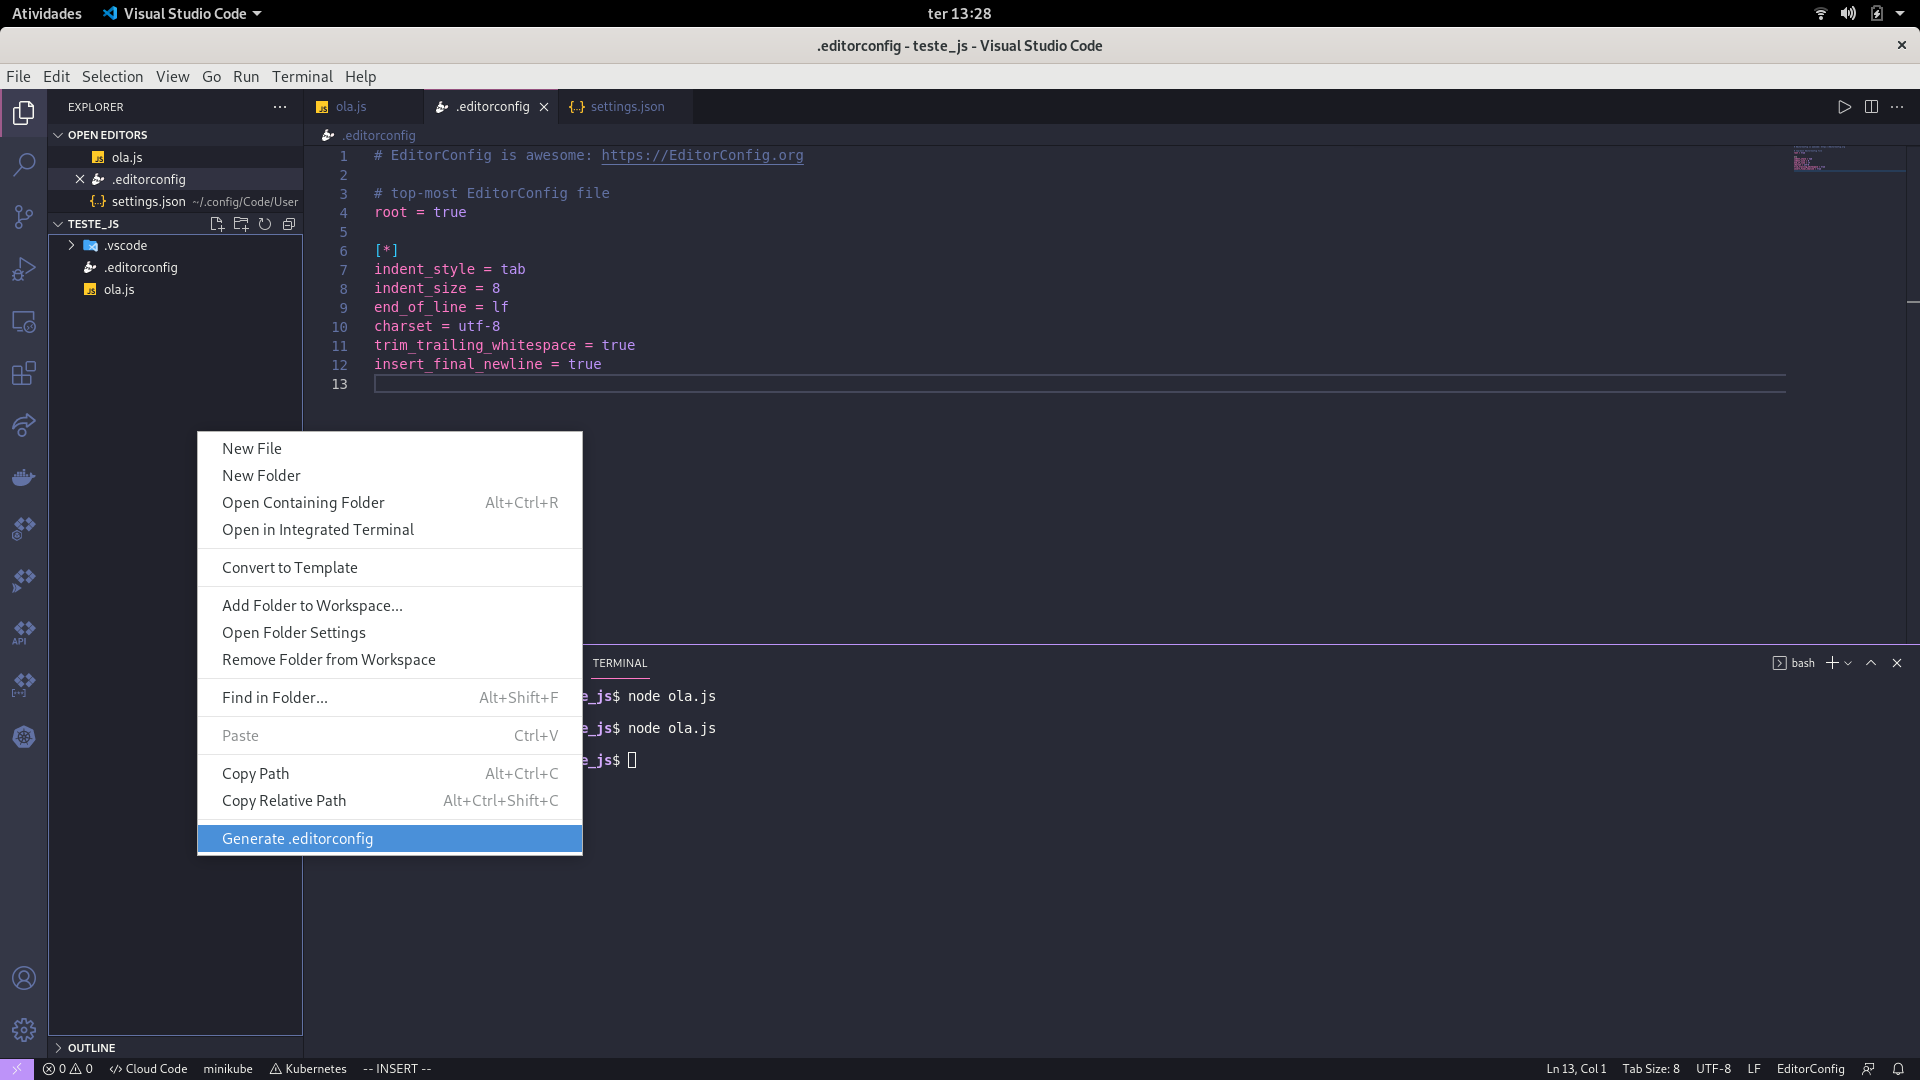 Atividades Visual Studio Code ter 13:28
.editorconfig - teste_js - Visual Studio Code
File Edit Selection View Go Run Terminal Help
EXPLORER
OPEN EDITORS
ola.js
.editorconfig
settings.json ~/.config/Code/User
TESTE_JS
.vscode
.editorconfig
ola.js
OUTLINE
API
ola.js .editorconfig settings.json
.editorconfig
1 # EditorConfig is awesome: https://EditorConfig.org
2
3 # top-most EditorConfig file
4 root = true
5
6 [*]
7 indent_style = tab
8 indent_size = 8
9 end_of_line = lf
10 charset = utf-8
11 trim_trailing_whitespace = true
12 insert_final_newline = true
13
New File
New Folder
Open Containing Folder Alt+Ctrl+R
Open in Integrated Terminal
Convert to Template
Add Folder to Workspace...
Open Folder Settings
Remove Folder from Workspace
Find in Folder... Alt+Shift+F
Paste Ctrl+V
Copy Path Alt+Ctrl+C
Copy Relative Path Alt+Ctrl+Shift+C
Generate .editorconfig
TERMINAL bash
e_js$ node ola.js
e_js$ node ola.js
e_js$
0 0 Cloud Code minikube Kubernetes -- INSERT -- Ln 13, Col 1 Tab Size: 8 UTF-8 LF EditorConfig